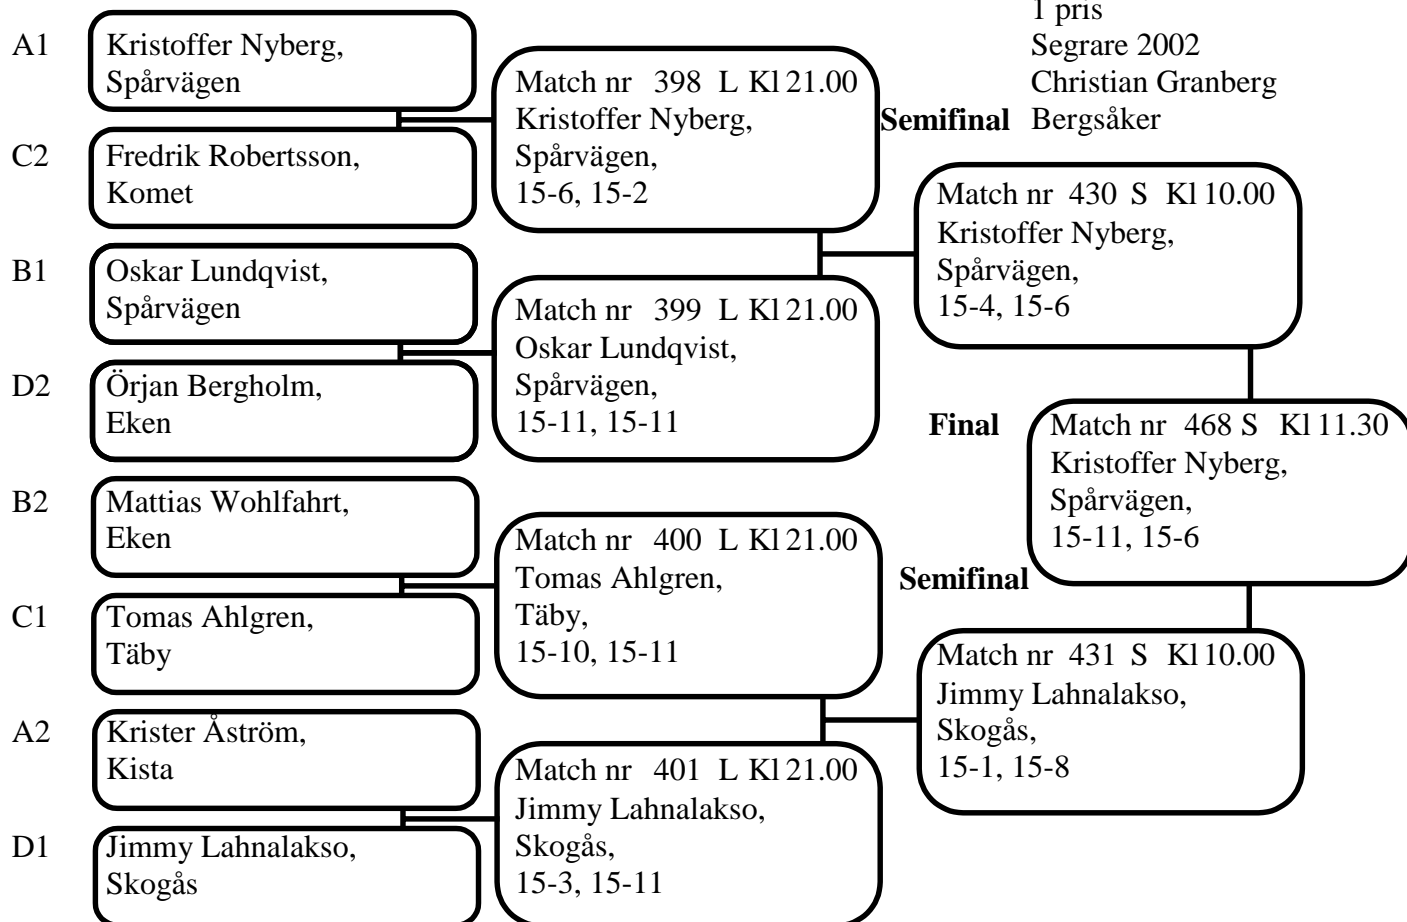 1 pris
Segrare 2002
Christian Granberg
Bergsåker
A1
Kristoffer Nyberg,
Spårvägen
C2
Fredrik Robertsson,
Komet
B1
Oskar Lundqvist,
Spårvägen
D2
Örjan Bergholm,
Eken
B2
Mattias Wohlfahrt,
Eken
C1
Tomas Ahlgren,
Täby
A2
Krister Åström,
Kista
D1
Jimmy Lahnalakso,
Skogås
Match nr 398 L Kl 21.00
Kristoffer Nyberg,
Spårvägen,
15-6, 15-2
Match nr 399 L Kl 21.00
Oskar Lundqvist,
Spårvägen,
15-11, 15-11
Match nr 400 L Kl 21.00
Tomas Ahlgren,
Täby,
15-10, 15-11
Match nr 401 L Kl 21.00
Jimmy Lahnalakso,
Skogås,
15-3, 15-11
Semifinal
Match nr 430 S Kl 10.00
Kristoffer Nyberg,
Spårvägen,
15-4, 15-6
Final
Match nr 468 S Kl 11.30
Kristoffer Nyberg,
Spårvägen,
15-11, 15-6
Semifinal
Match nr 431 S Kl 10.00
Jimmy Lahnalakso,
Skogås,
15-1, 15-8